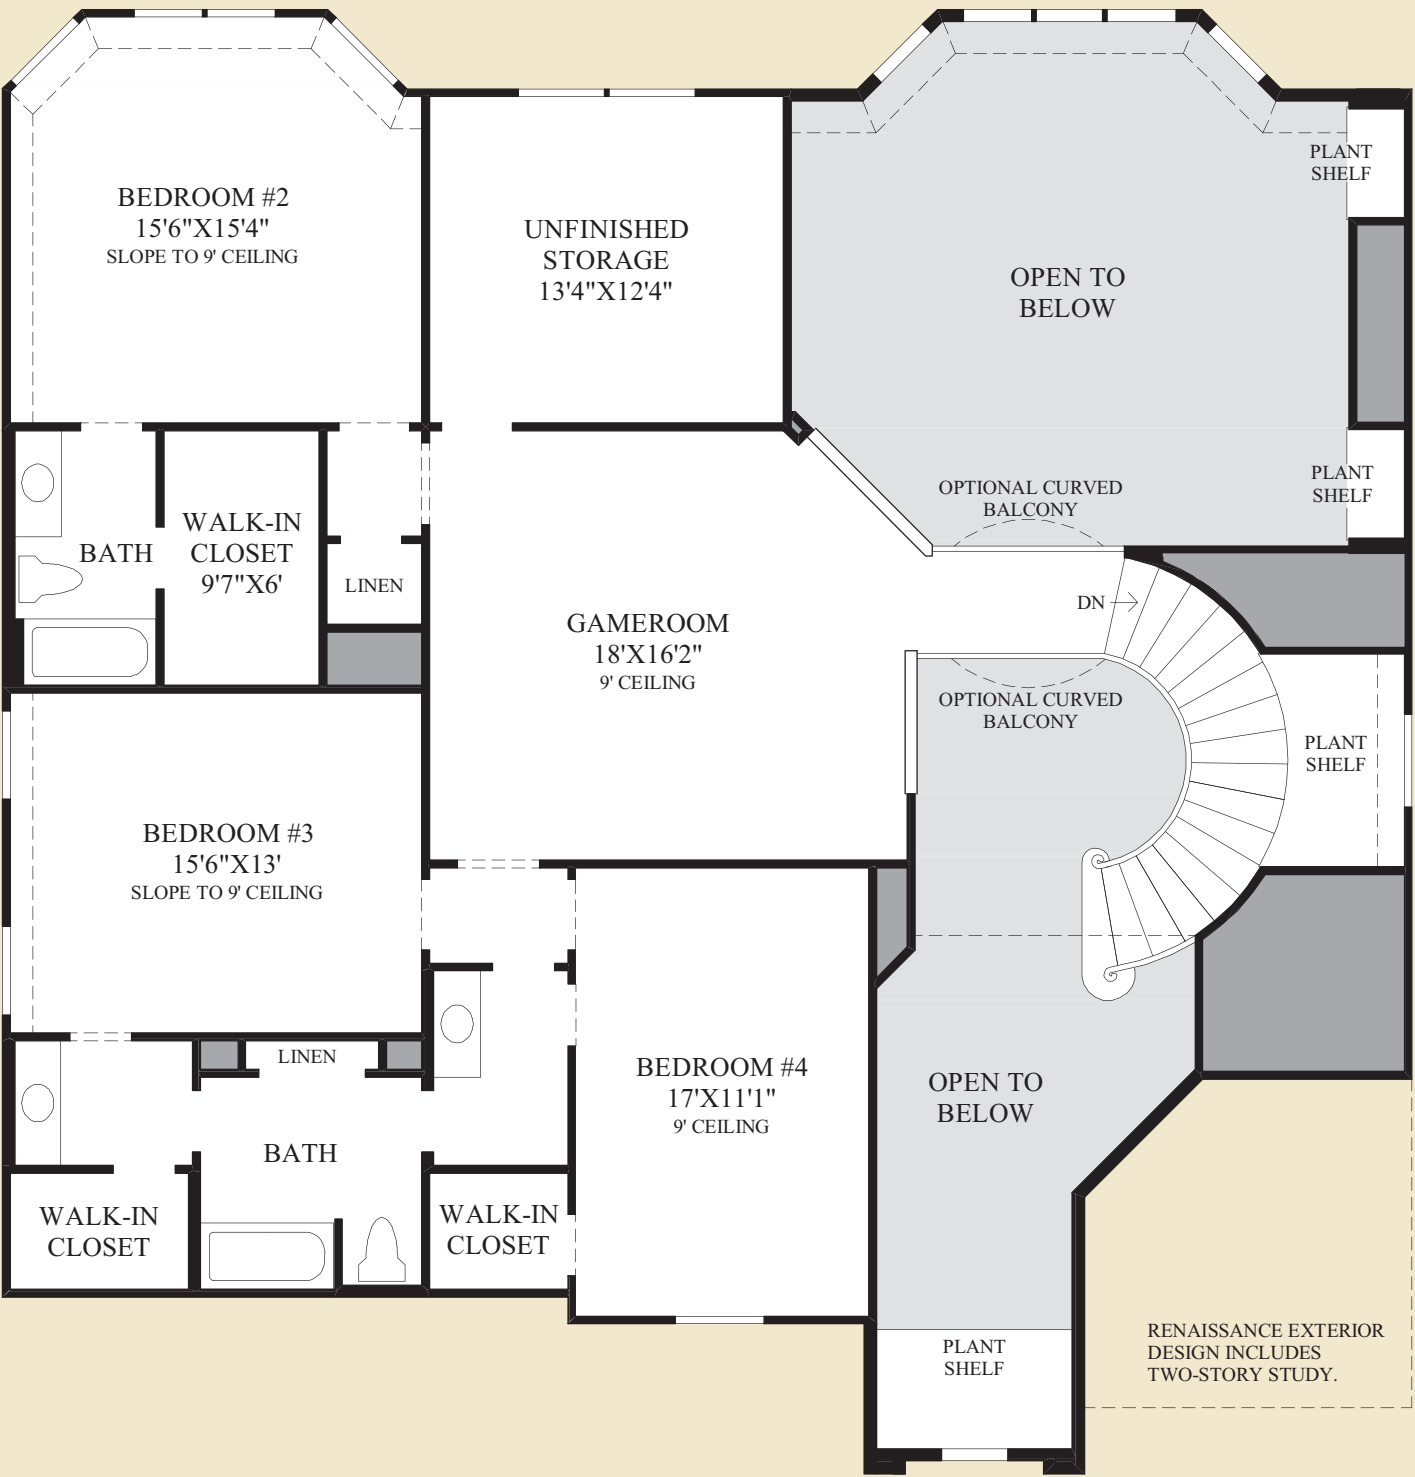 BEDROOM #2
15'6"X15'4"
SLOPE TO 9' CEILING
UNFINISHED
STORAGE
13'4"X12'4"
OPEN TO
BELOW
PLANT
SHELF
PLANT
SHELF
OPTIONAL CURVED
BALCONY
BATH
WALK-IN
CLOSET
9'7"X6'
LINEN
GAMEROOM
18'X16'2"
9' CEILING
DN
OPTIONAL CURVED
BALCONY
PLANT
SHELF
BEDROOM #3
15'6"X13'
SLOPE TO 9' CEILING
LINEN
BEDROOM #4
17'X11'1"
9' CEILING
OPEN TO
BELOW
BATH
WALK-IN
CLOSET
WALK-IN
CLOSET
PLANT
SHELF
RENAISSANCE EXTERIOR
DESIGN INCLUDES
TWO-STORY STUDY.